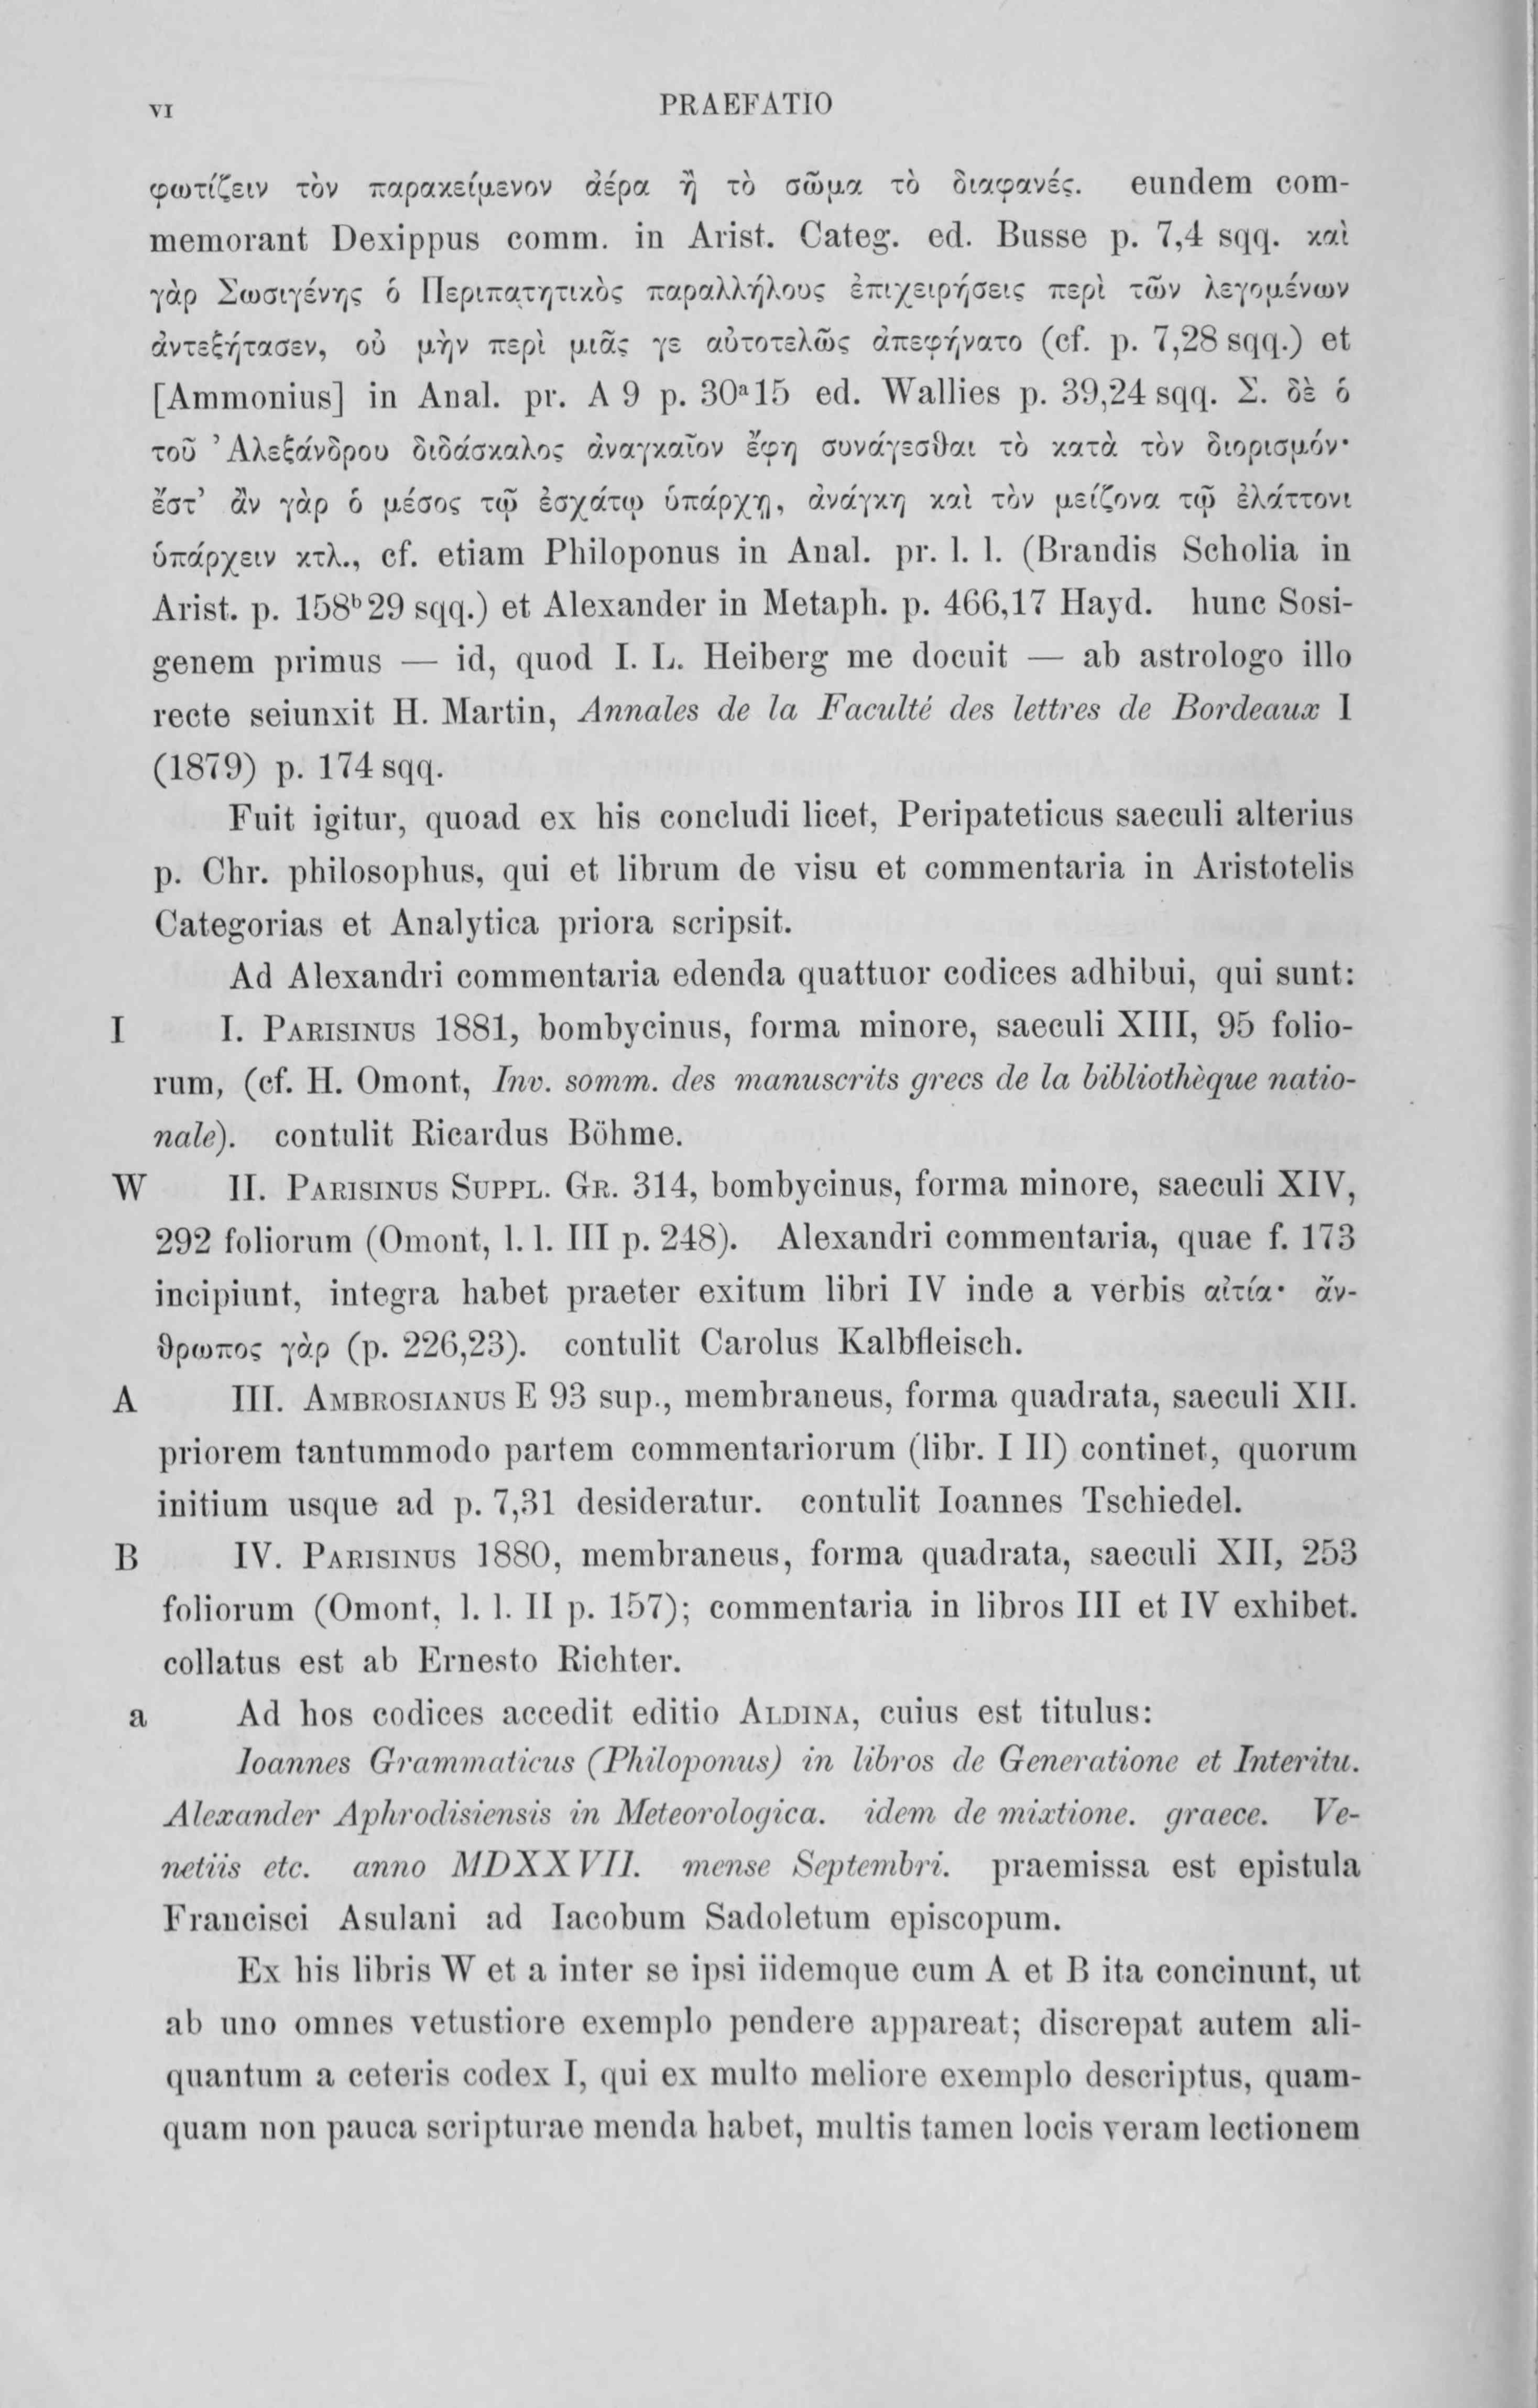 VI PRAEFATIO
φωτίζειν τὸν παρακείμενον ἀέρα ἢ τὸ σῶμα τὸ διαφανές. eundem com-
memorant Dexippus comm. in Arist. Categ. ed. Busse p. 7,4 sqq. καὶ
γὰρ Σωσιγένης ὁ Περιπατητικὸς παραλλήλους ἐπιχειρήσεις περὶ τῶν λεγομένων
ἀντεξήτασεν, οὐ μὴν περὶ μιᾶς γε αὐτοτελῶς ἀπεφήνατο (cf. p. 7,28 sqq.) et
[Ammonius] in Anal. pr. A 9 p. 30ᵃ15 ed. Wallies p. 39,24 sqq. Σ. δὲ ὁ
τοῦ Ἀλεξάνδρου διδάσκαλος ἀναγκαῖον ἔφη συνάγεσθαι τὸ κατὰ τὸν διορισμόν·
ἔστ’ ἂν γὰρ ὁ μέσος τῷ ἐσχάτῳ ὑπάρχῃ, ἀνάγκη καὶ τὸν μείζονα τῷ ἐλάττονι
ὑπάρχειν κτλ., cf. etiam Philoponus in Anal. pr. l. l. (Brandis Scholia in
Arist. p. 158ᵇ29 sqq.) et Alexander in Metaph. p. 466,17 Hayd. hunc Sosi-
genem primus — id, quod I. L. Heiberg me docuit — ab astrologo illo
recte seiunxit H. Martin, Annales de la Faculté des lettres de Bordeaux I
(1879) p. 174 sqq.
Fuit igitur, quoad ex his concludi licet, Peripateticus saeculi alterius
p. Chr. philosophus, qui et librum de visu et commentaria in Aristotelis
Categorias et Analytica priora scripsit.
Ad Alexandri commentaria edenda quattuor codices adhibui, qui sunt:
I I. PARISINUS 1881, bombycinus, forma minore, saeculi XIII, 95 folio-
rum, (cf. H. Omont, Inv. somm. des manuscrits grecs de la bibliothèque natio-
nale). contulit Ricardus Böhme.
W II. PARISINUS SUPPL. GR. 314, bombycinus, forma minore, saeculi XIV,
292 foliorum (Omont, l. l. III p. 248). Alexandri commentaria, quae f. 173
incipiunt, integra habet praeter exitum libri IV inde a verbis αἰτία· ἄν-
θρωπος γὰρ (p. 226,23). contulit Carolus Kalbfleisch.
A III. AMBROSIANUS E 93 sup., membraneus, forma quadrata, saeculi XII.
priorem tantummodo partem commentariorum (libr. I II) continet, quorum
initium usque ad p. 7,31 desideratur. contulit Ioannes Tschiedel.
B IV. PARISINUS 1880, membraneus, forma quadrata, saeculi XII, 253
foliorum (Omont, l. l. II p. 157); commentaria in libros III et IV exhibet.
collatus est ab Ernesto Richter.
a Ad hos codices accedit editio ALDINA, cuius est titulus:
Ioannes Grammaticus (Philoponus) in libros de Generatione et Interitu.
Alexander Aphrodisiensis in Meteorologica. idem de mixtione. graece. Ve-
netiis etc. anno MDXXVII. mense Septembri. praemissa est epistula
Francisci Asulani ad Iacobum Sadoletum episcopum.
Ex his libris W et a inter se ipsi iidemque cum A et B ita concinunt, ut
ab uno omnes vetustiore exemplo pendere appareat; discrepat autem ali-
quantum a ceteris codex I, qui ex multo meliore exemplo descriptus, quam-
quam non pauca scripturae menda habet, multis tamen locis veram lectionem